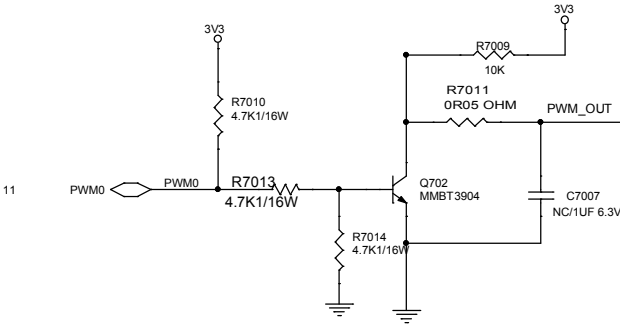 3V3
3V3
R7009
10K
R7010
4.7K1/16W
R7011
0R05 OHM
PWM_OUT
11
PWM0
PWM0
R7013
4.7K1/16W
Q702
MMBT3904
C7007
NC/1UF 6.3V
R7014
4.7K1/16W